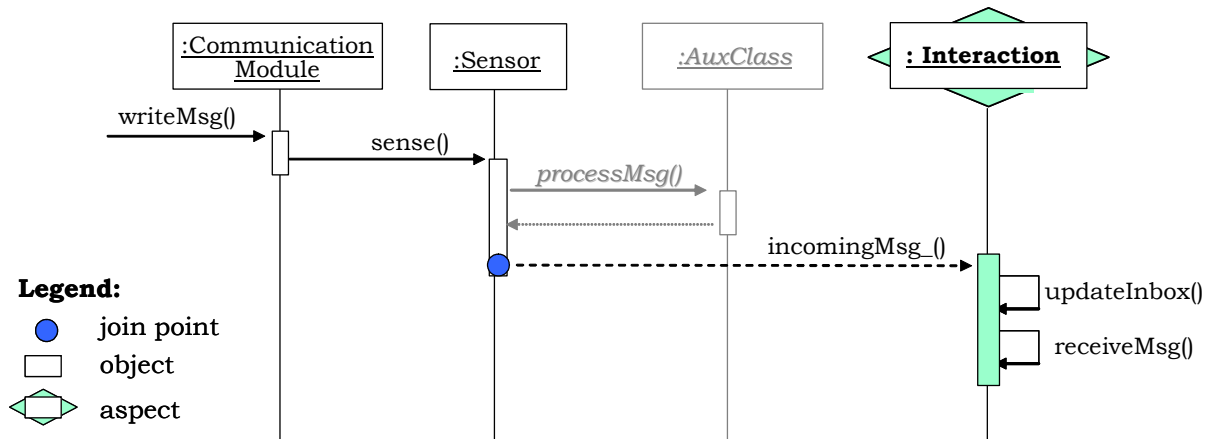 :Communication
Module
:Sensor
:AuxClass
: Interaction
writeMsg()
sense()
processMsg()
incomingMsg_()
updateInbox()
receiveMsg()
Legend:
join point
object
aspect